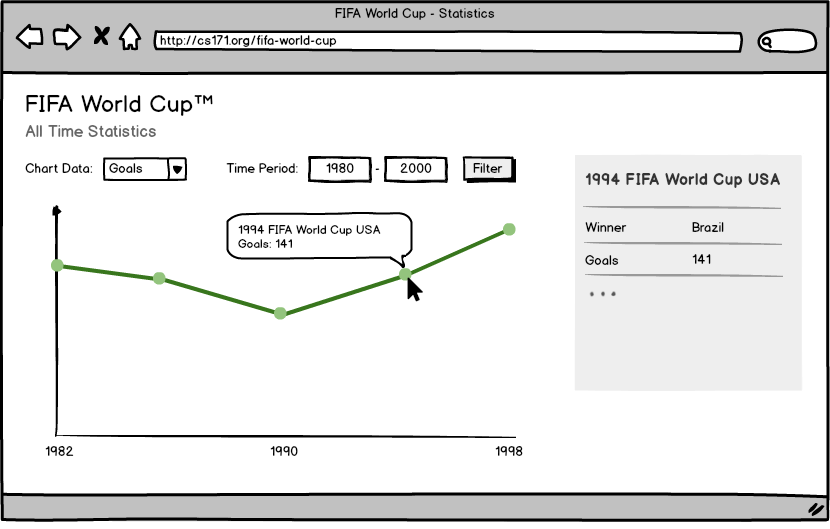 FIFA World Cup - Statistics
http://cs171.org/fifa-world-cup
FIFA World Cup™
All Time Statistics
Chart Data: Goals Time Period: 1980 - 2000 Filter
1994 FIFA World Cup USA
Goals: 141
1982 1990 1998
1994 FIFA World Cup USA
Winner Brazil
Goals 141
...